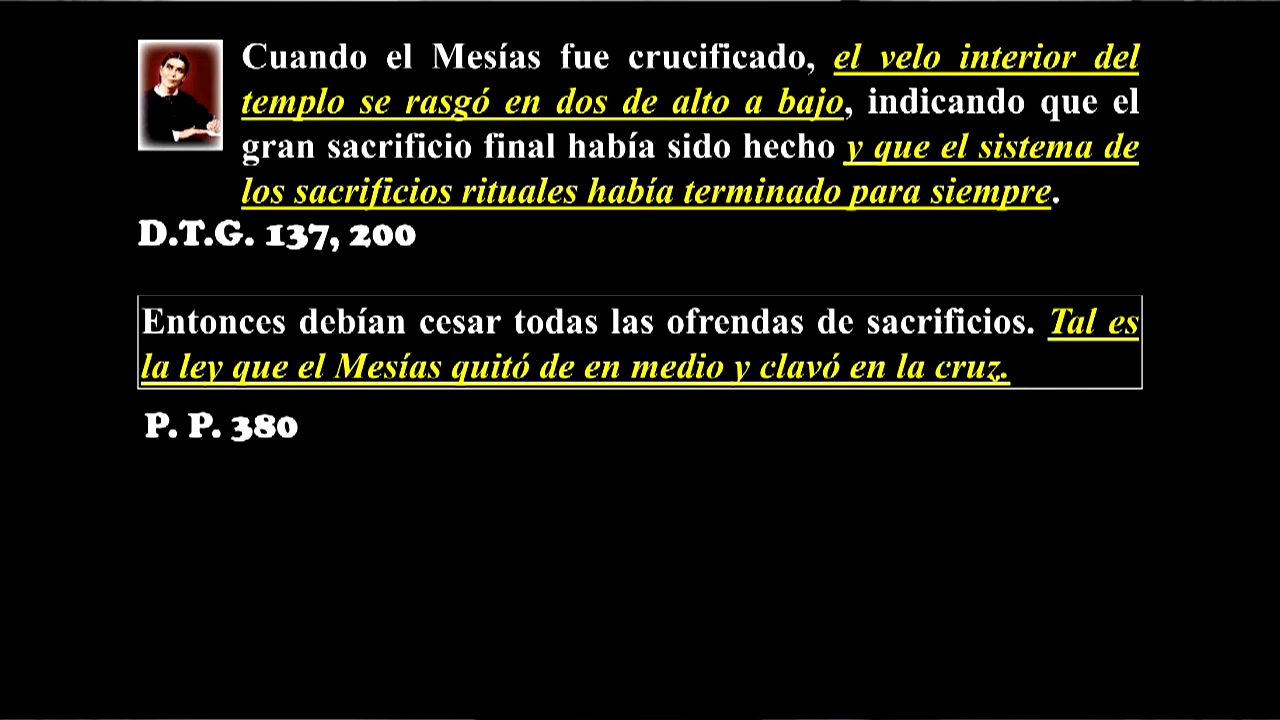 Cuando el Mesías fue crucificado, el velo interior del
templo se rasgó en dos de alto a bajo, indicando que el
gran sacrificio final había sido hecho y que el sistema de
los sacrificios rituales había terminado para siempre.
D.T.G. 137, 200
Entonces debían cesar todas las ofrendas de sacrificios. Tal es
la ley que el Mesías quitó de en medio y clavó en la cruz.
P. P. 380